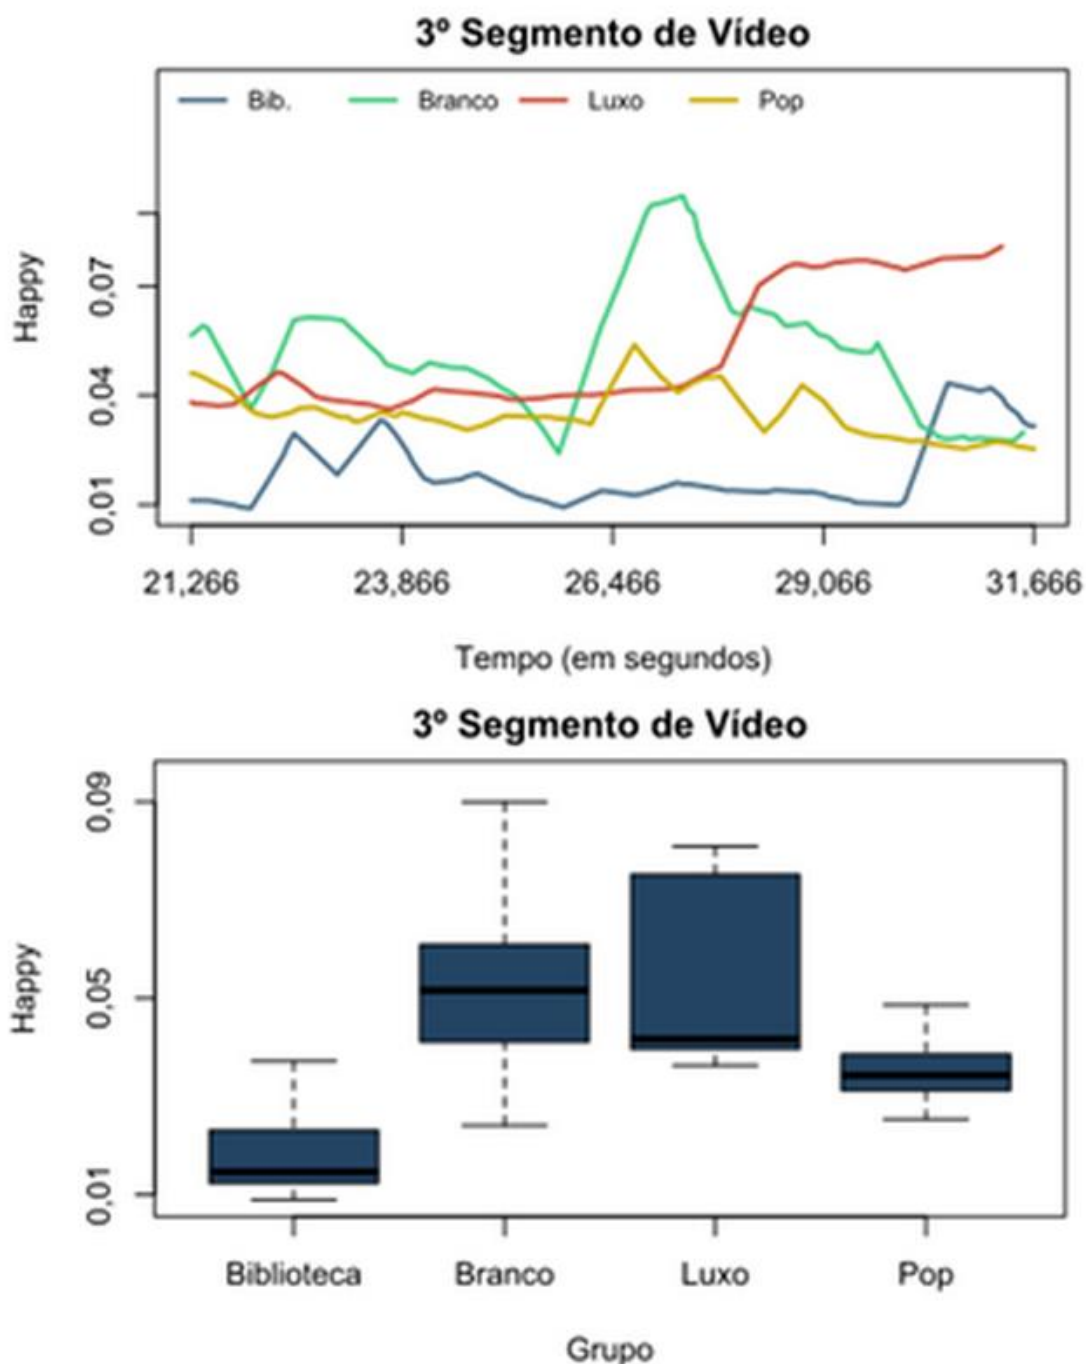 3º Segmento de Vídeo
Bib. Branco Luxo Pop
Happy
0,07
0,04
0,01
21,266 23,866 26,466 29,066 31,666
Tempo (em segundos)
3º Segmento de Vídeo
Happy
0,09
0,05
0,01
Biblioteca Branco Luxo Pop
Grupo